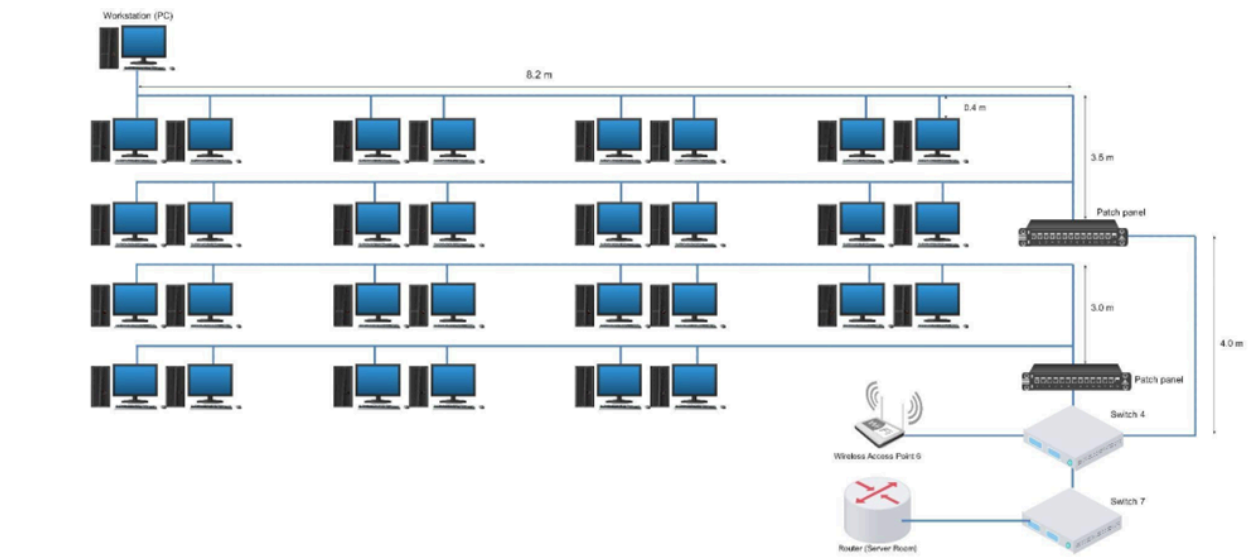 Workstation (PC)
8.2 m
0.4 m
3.5 m
Patch panel
3.0 m
4.0 m
Patch panel
Switch 4
Wireless Access Point 6
Switch 7
Router (Server Room)